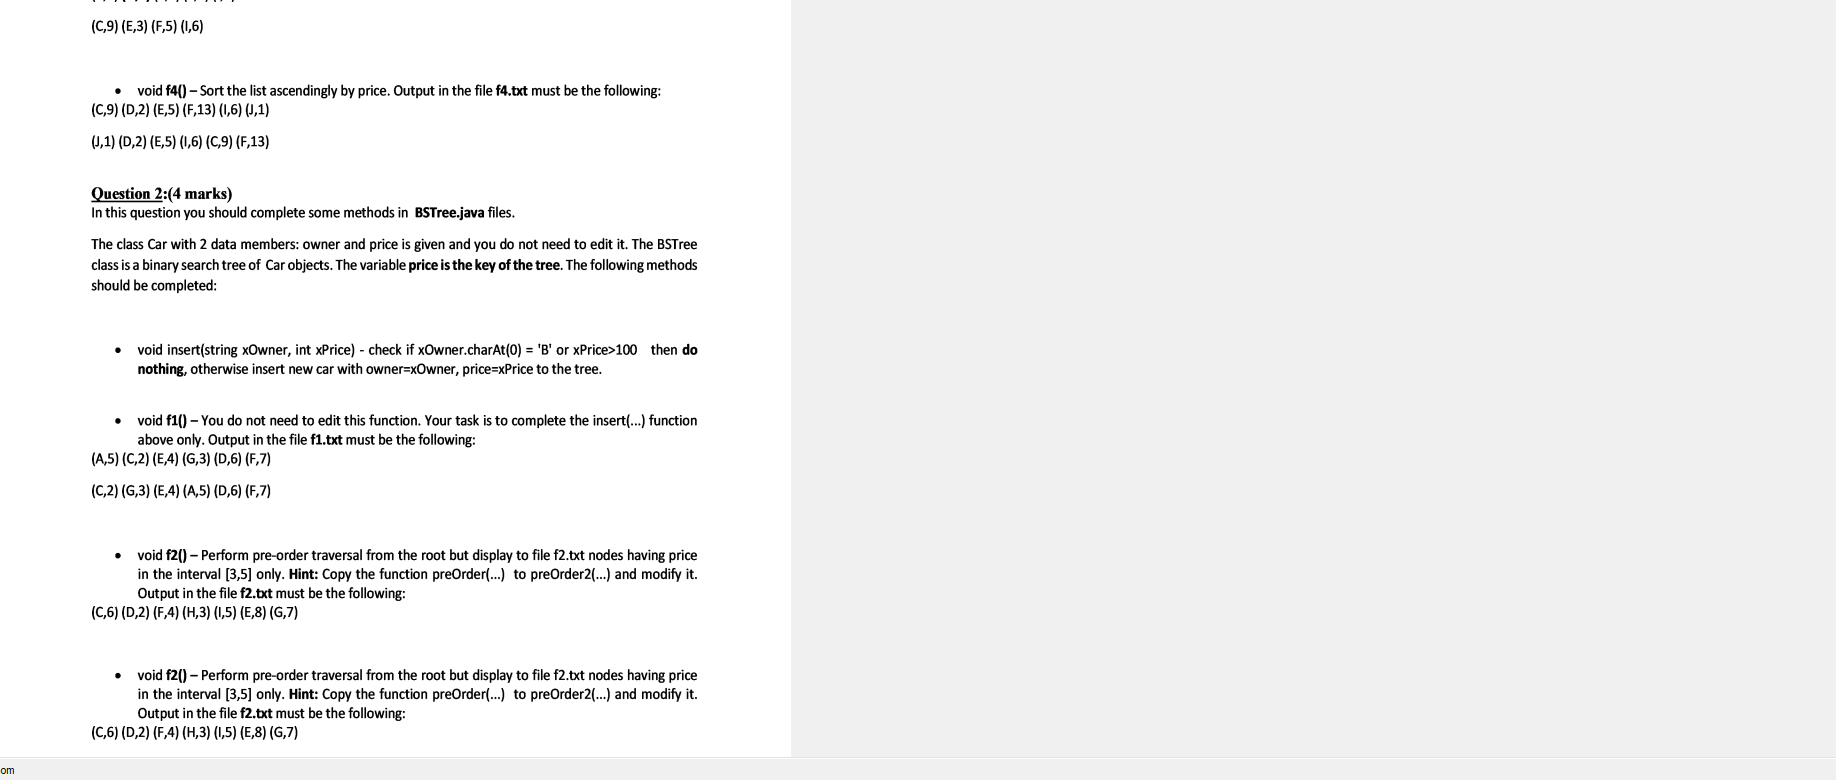 (C,9) (E,3) (F,5) (I,6)
• void f4() – Sort the list ascendingly by price. Output in the file f4.txt must be the following:
(C,9) (D,2) (E,5) (F,13) (I,6) (J,1)
(J,1) (D,2) (E,5) (I,6) (C,9) (F,13)
Question 2:(4 marks)
In this question you should complete some methods in BSTree.java files.
The class Car with 2 data members: owner and price is given and you do not need to edit it. The BSTree
class is a binary search tree of Car objects. The variable price is the key of the tree. The following methods
should be completed:
• void insert(string xOwner, int xPrice) - check if xOwner.charAt(0) = 'B' or xPrice>100 then do
nothing, otherwise insert new car with owner=xOwner, price=xPrice to the tree.
• void f1() – You do not need to edit this function. Your task is to complete the insert(...) function
above only. Output in the file f1.txt must be the following:
(A,5) (C,2) (E,4) (G,3) (D,6) (F,7)
(C,2) (G,3) (E,4) (A,5) (D,6) (F,7)
• void f2() – Perform pre-order traversal from the root but display to file f2.txt nodes having price
in the interval [3,5] only. Hint: Copy the function preOrder(...) to preOrder2(...) and modify it.
Output in the file f2.txt must be the following:
(C,6) (D,2) (F,4) (H,3) (I,5) (E,8) (G,7)
• void f2() – Perform pre-order traversal from the root but display to file f2.txt nodes having price
in the interval [3,5] only. Hint: Copy the function preOrder(...) to preOrder2(...) and modify it.
Output in the file f2.txt must be the following:
(C,6) (D,2) (F,4) (H,3) (I,5) (E,8) (G,7)
om